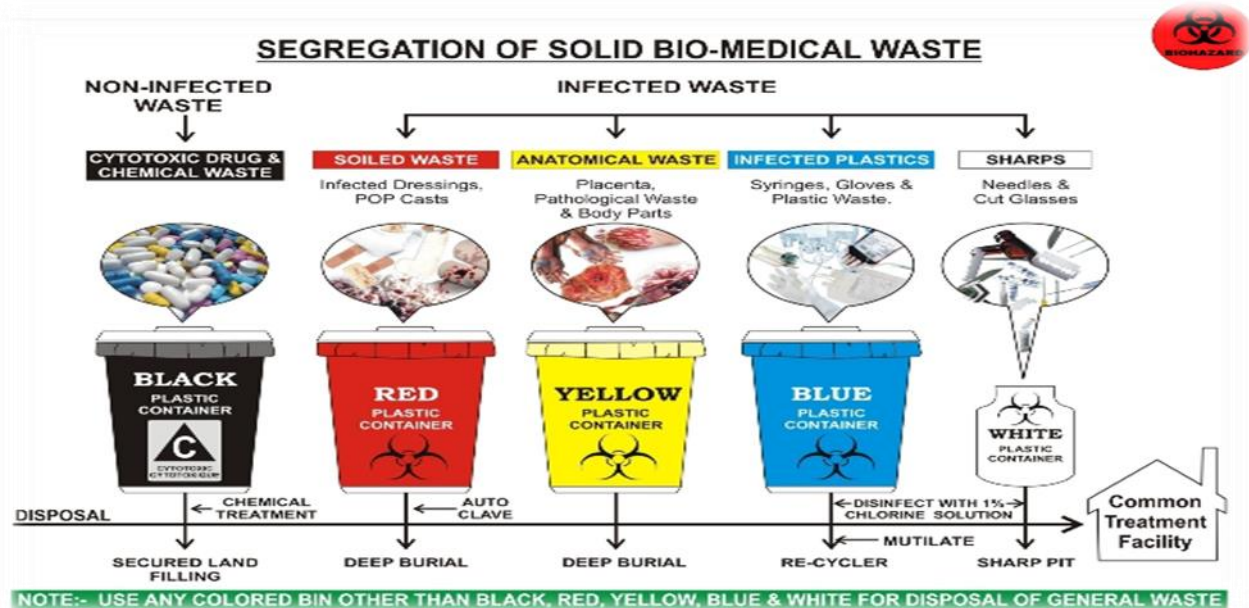 BIOHAZARD
SEGREGATION OF SOLID BIO-MEDICAL WASTE
NON-INFECTED
WASTE
INFECTED WASTE
CYTOTOXIC DRUG &
CHEMICAL WASTE
SOILED WASTE
Infected Dressings,
POP Casts
ANATOMICAL WASTE
Placenta,
Pathological Waste
& Body Parts
INFECTED PLASTICS
Syringes, Gloves &
Plastic Waste.
SHARPS
Needles &
Cut Glasses
BLACK
PLASTIC
CONTAINER
C
CYTOTOXIC
CYTOTOXIQUE
RED
PLASTIC
CONTAINER
YELLOW
PLASTIC
CONTAINER
BLUE
PLASTIC
CONTAINER
WHITE
PLASTIC
CONTAINER
DISPOSAL
CHEMICAL
TREATMENT
AUTO
CLAVE
DISINFECT WITH 1%
CHLORINE SOLUTION
MUTILATE
SECURED LAND
FILLING
DEEP BURIAL
DEEP BURIAL
RE-CYCLER
SHARP PIT
Common
Treatment
Facility
NOTE:- USE ANY COLORED BIN OTHER THAN BLACK, RED, YELLOW, BLUE & WHITE FOR DISPOSAL OF GENERAL WASTE